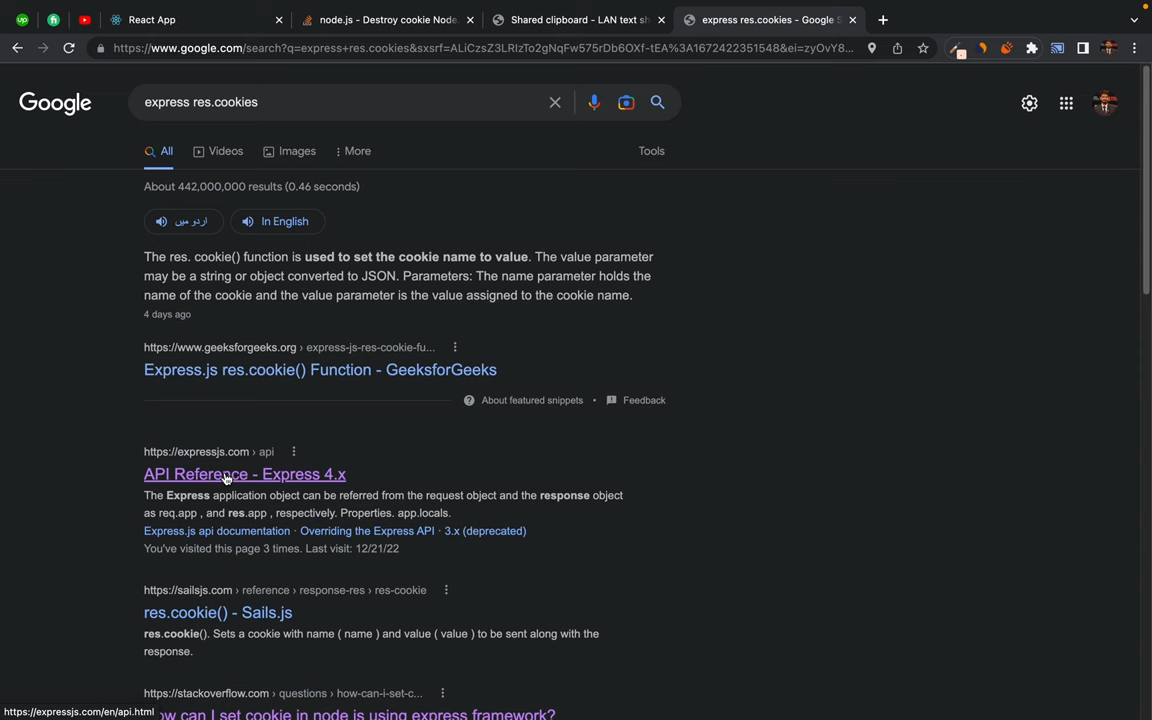 React App
node.js - Destroy cookie Node.
Shared clipboard - LAN text sh
express res.cookies - Google S
https://www.google.com/search?q=express+res.cookies&sxsrf=ALiCzsZ3LRIzTo2gNqFw575rDb6OXf-tEA%3A1672422351548&ei=zyOvY8...
Google
express res.cookies
All
Videos
Images
More
Tools
About 442,000,000 results (0.46 seconds)
اردو میں
In English
The res. cookie() function is used to set the cookie name to value. The value parameter
may be a string or object converted to JSON. Parameters: The name parameter holds the
name of the cookie and the value parameter is the value assigned to the cookie name.
4 days ago
https://www.geeksforgeeks.org › express-js-res-cookie-fu...
Express.js res.cookie() Function - GeeksforGeeks
About featured snippets • Feedback
https://expressjs.com › api
API Reference - Express 4.x
The Express application object can be referred from the request object and the response object
as req.app , and res.app , respectively. Properties. app.locals.
Express.js api documentation · Overriding the Express API · 3.x (deprecated)
You've visited this page 3 times. Last visit: 12/21/22
https://sailsjs.com › reference › response-res › res-cookie
res.cookie() - Sails.js
res.cookie(). Sets a cookie with name ( name ) and value ( value ) to be sent along with the
response.
https://stackoverflow.com › questions › how-can-i-set-c...
ow can I set cookie in node js using express framework?
https://expressjs.com/en/api.html